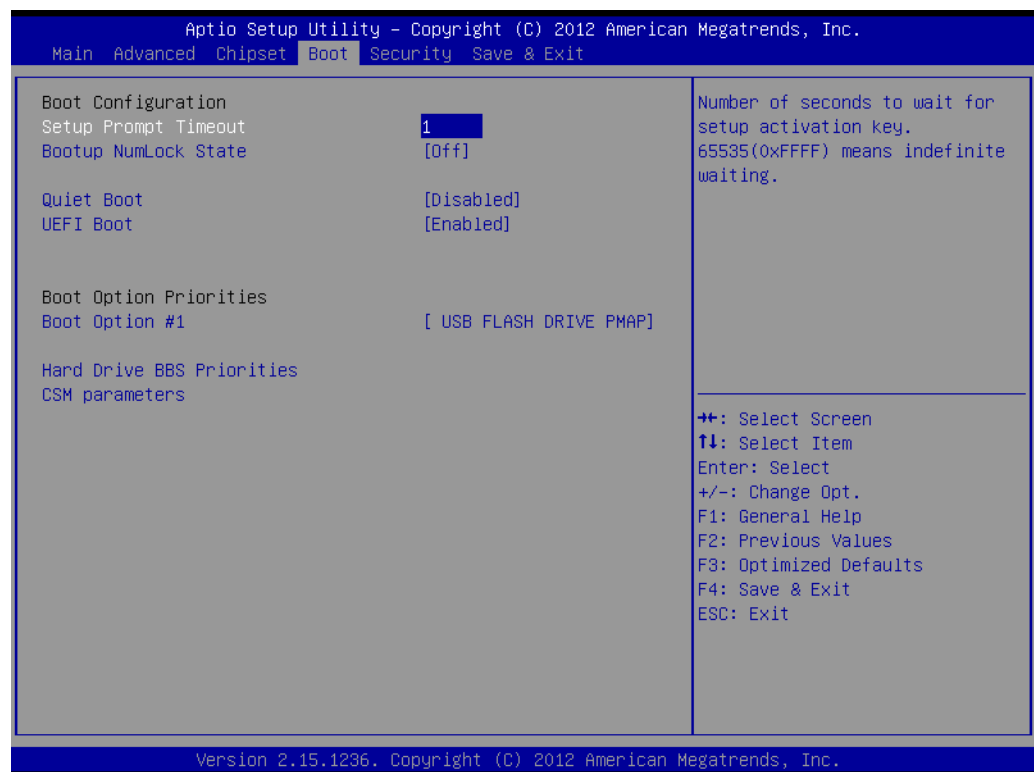 Aptio Setup Utility – Copyright (C) 2012 American Megatrends, Inc.
Main Advanced Chipset Boot Security Save & Exit
Boot Configuration
Setup Prompt Timeout 1
Bootup NumLock State [Off]
Quiet Boot [Disabled]
UEFI Boot [Enabled]
Boot Option Priorities
Boot Option #1 [ USB FLASH DRIVE PMAP]
Hard Drive BBS Priorities
CSM parameters
Number of seconds to wait for
setup activation key.
65535(0xFFFF) means indefinite
waiting.
→←: Select Screen
↑↓: Select Item
Enter: Select
+/-: Change Opt.
F1: General Help
F2: Previous Values
F3: Optimized Defaults
F4: Save & Exit
ESC: Exit
Version 2.15.1236. Copyright (C) 2012 American Megatrends, Inc.